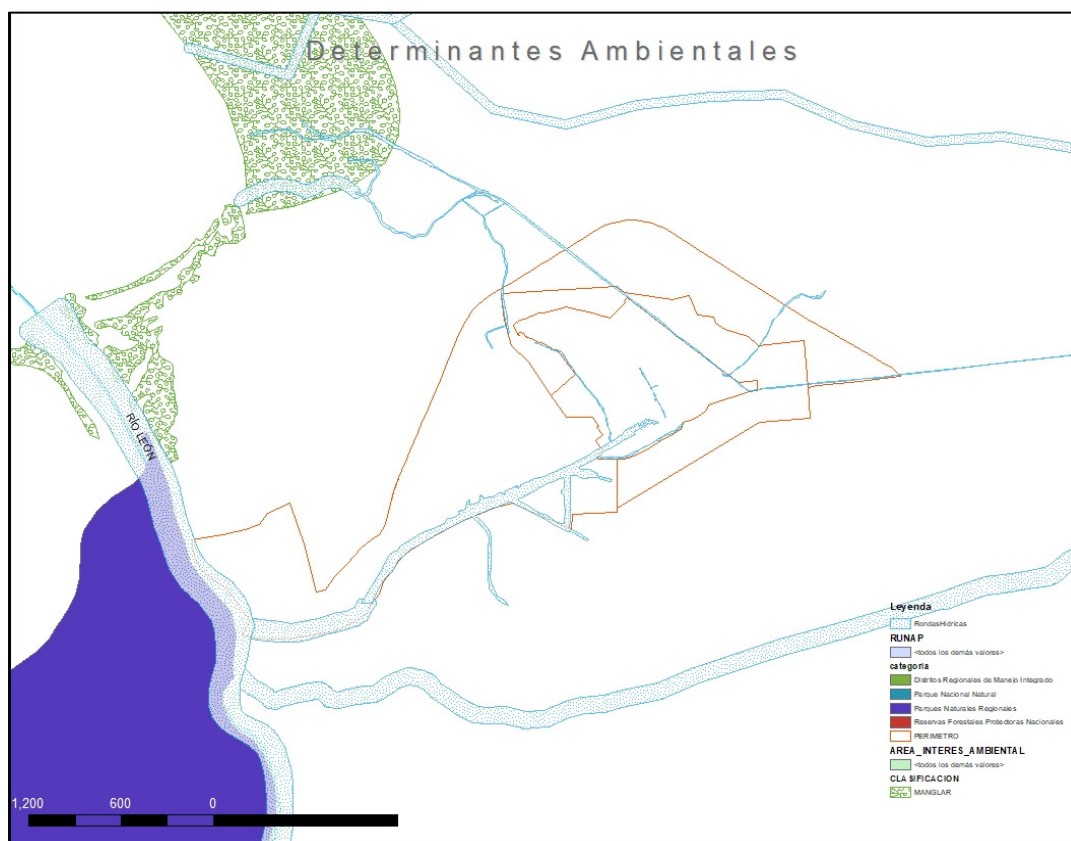 Determinantes Ambientales
RÍO LEÓN
Leyenda
RondasHidricas
RUNAP
<todos los demás valores>
categoria
Distritos Regionales de Manejo Integrado
Parque Nacional Natural
Parques Naturales Regionales
Reservas Forestales Protectoras Nacionales
PERIMETRO
AREA_INTERES_AMBIENTAL
<todos los demás valores>
CLASIFICACION
MANGLAR
1,200 600 0